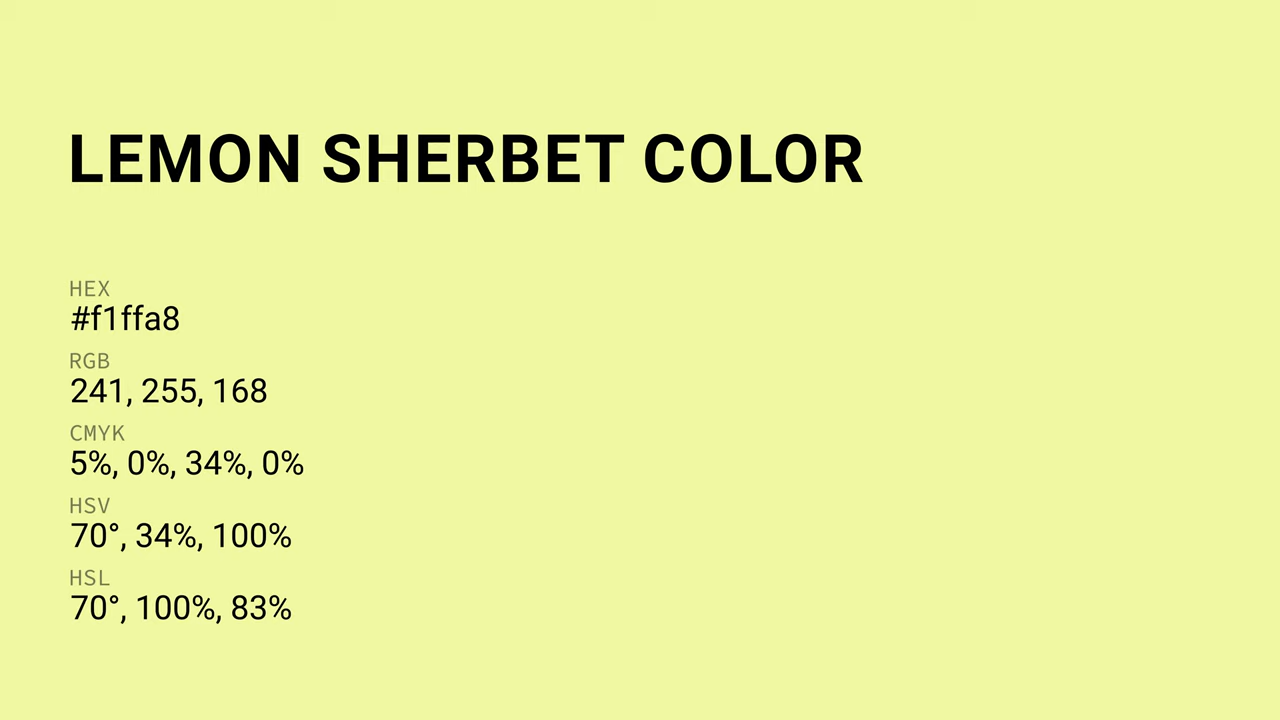 LEMON SHERBET COLOR
HEX
#f1ffa8
RGB
241, 255, 168
CMYK
5%, 0%, 34%, 0%
HSV
70°, 34%, 100%
HSL
70°, 100%, 83%